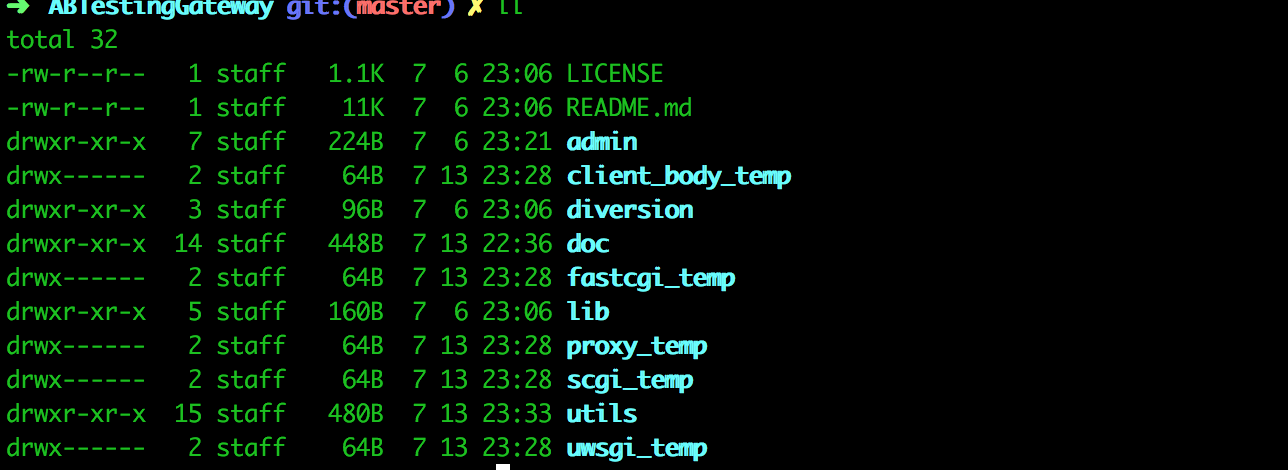 ➜ ABTestingGateway git:(master) ✗ ll
total 32
-rw-r--r-- 1 staff 1.1K 7 6 23:06 LICENSE
-rw-r--r-- 1 staff 11K 7 6 23:06 README.md
drwxr-xr-x 7 staff 224B 7 6 23:21 admin
drwx------ 2 staff 64B 7 13 23:28 client_body_temp
drwxr-xr-x 3 staff 96B 7 6 23:06 diversion
drwxr-xr-x 14 staff 448B 7 13 22:36 doc
drwx------ 2 staff 64B 7 13 23:28 fastcgi_temp
drwxr-xr-x 5 staff 160B 7 6 23:06 lib
drwx------ 2 staff 64B 7 13 23:28 proxy_temp
drwx------ 2 staff 64B 7 13 23:28 scgi_temp
drwxr-xr-x 15 staff 480B 7 13 23:33 utils
drwx------ 2 staff 64B 7 13 23:28 uwsgi_temp